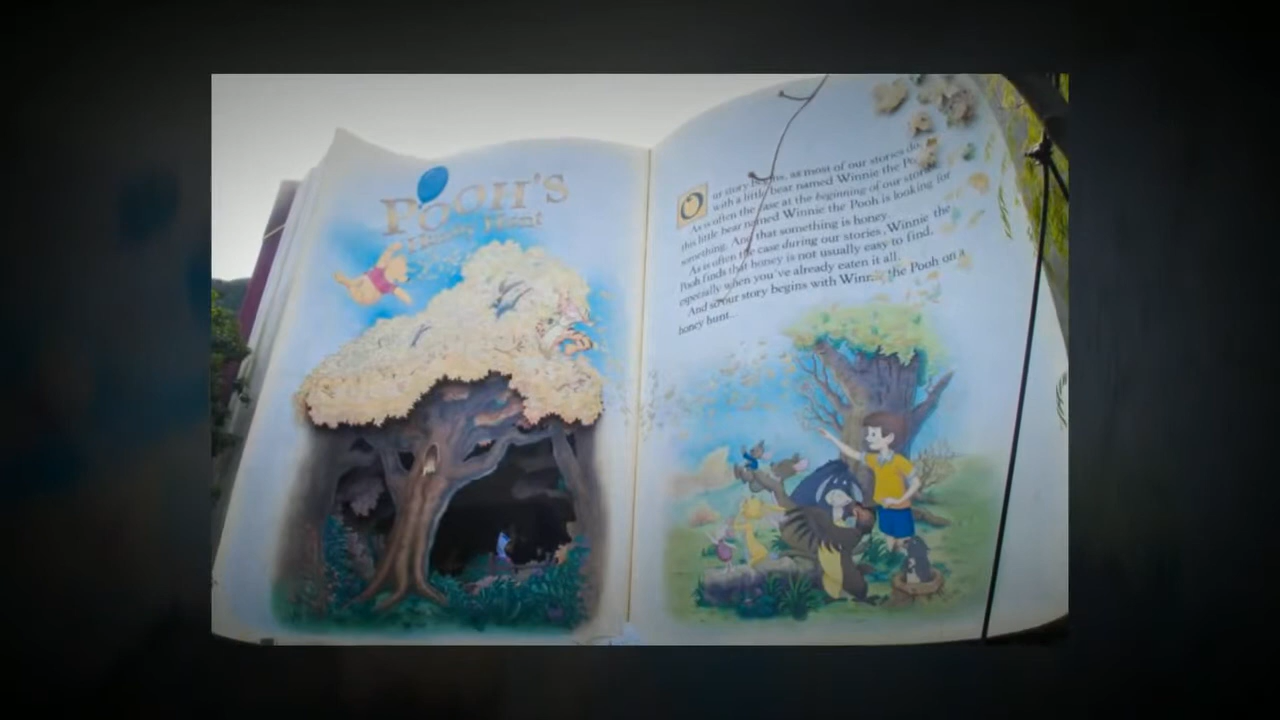 POOH'S
Hunt
Our story begins, as most of our stories do,
with a little bear named Winnie the
As is often the case at the beginning of our stories
this little bear named Winnie the Pooh is looking for
something. And that something is honey.
As is often the case during our stories, Winnie the
Pooh finds that honey is not usually easy to find,
especially when you've already eaten it all.
And so our story begins with the Pooh on a
honey hunt...